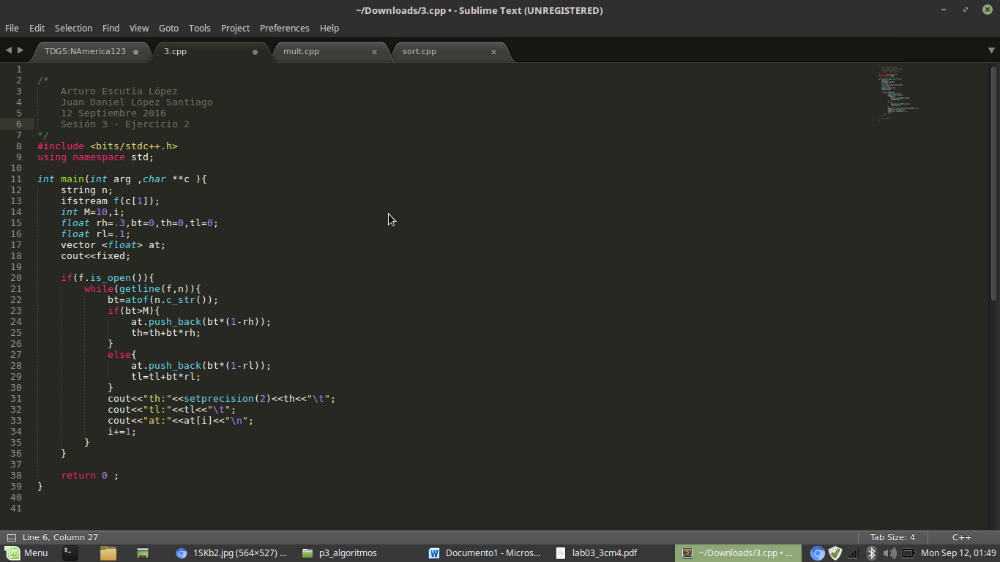 ~/Downloads/3.cpp • - Sublime Text (UNREGISTERED)
File Edit Selection Find View Goto Tools Project Preferences Help
TDG5:NAmerica123 3.cpp mult.cpp sort.cpp
1
2 /*
3     Arturo Escutia López
4     Juan Daniel López Santiago
5     12 Septiembre 2016
6     Sesión 3 - Ejercicio 2
7 */
8 #include <bits/stdc++.h>
9 using namespace std;
10
11 int main(int arg ,char **c ){
12     string n;
13     ifstream f(c[1]);
14     int M=10,i;
15     float rh=.3,bt=0,th=0,tl=0;
16     float rl=.1;
17     vector <float> at;
18     cout<<fixed;
19
20     if(f.is_open()){
21         while(getline(f,n)){
22             bt=atof(n.c_str());
23             if(bt>M){
24                 at.push_back(bt*(1-rh));
25                 th=th+bt*rh;
26             }
27             else{
28                 at.push_back(bt*(1-rl));
29                 tl=tl+bt*rl;
30             }
31             cout<<"th:"<<setprecision(2)<<th<<"\t";
32             cout<<"tl:"<<tl<<"\t";
33             cout<<"at:"<<at[i]<<"\n";
34             i+=1;
35         }
36     }
37
38     return 0 ;
39 }
40
41
Line 6, Column 27 Tab Size: 4 C++
Menu 1SKb2.jpg (564×527) ... p3_algoritmos Documento1 - Micros... lab03_3cm4.pdf ~/Downloads/3.cpp • ... Mon Sep 12, 01:49